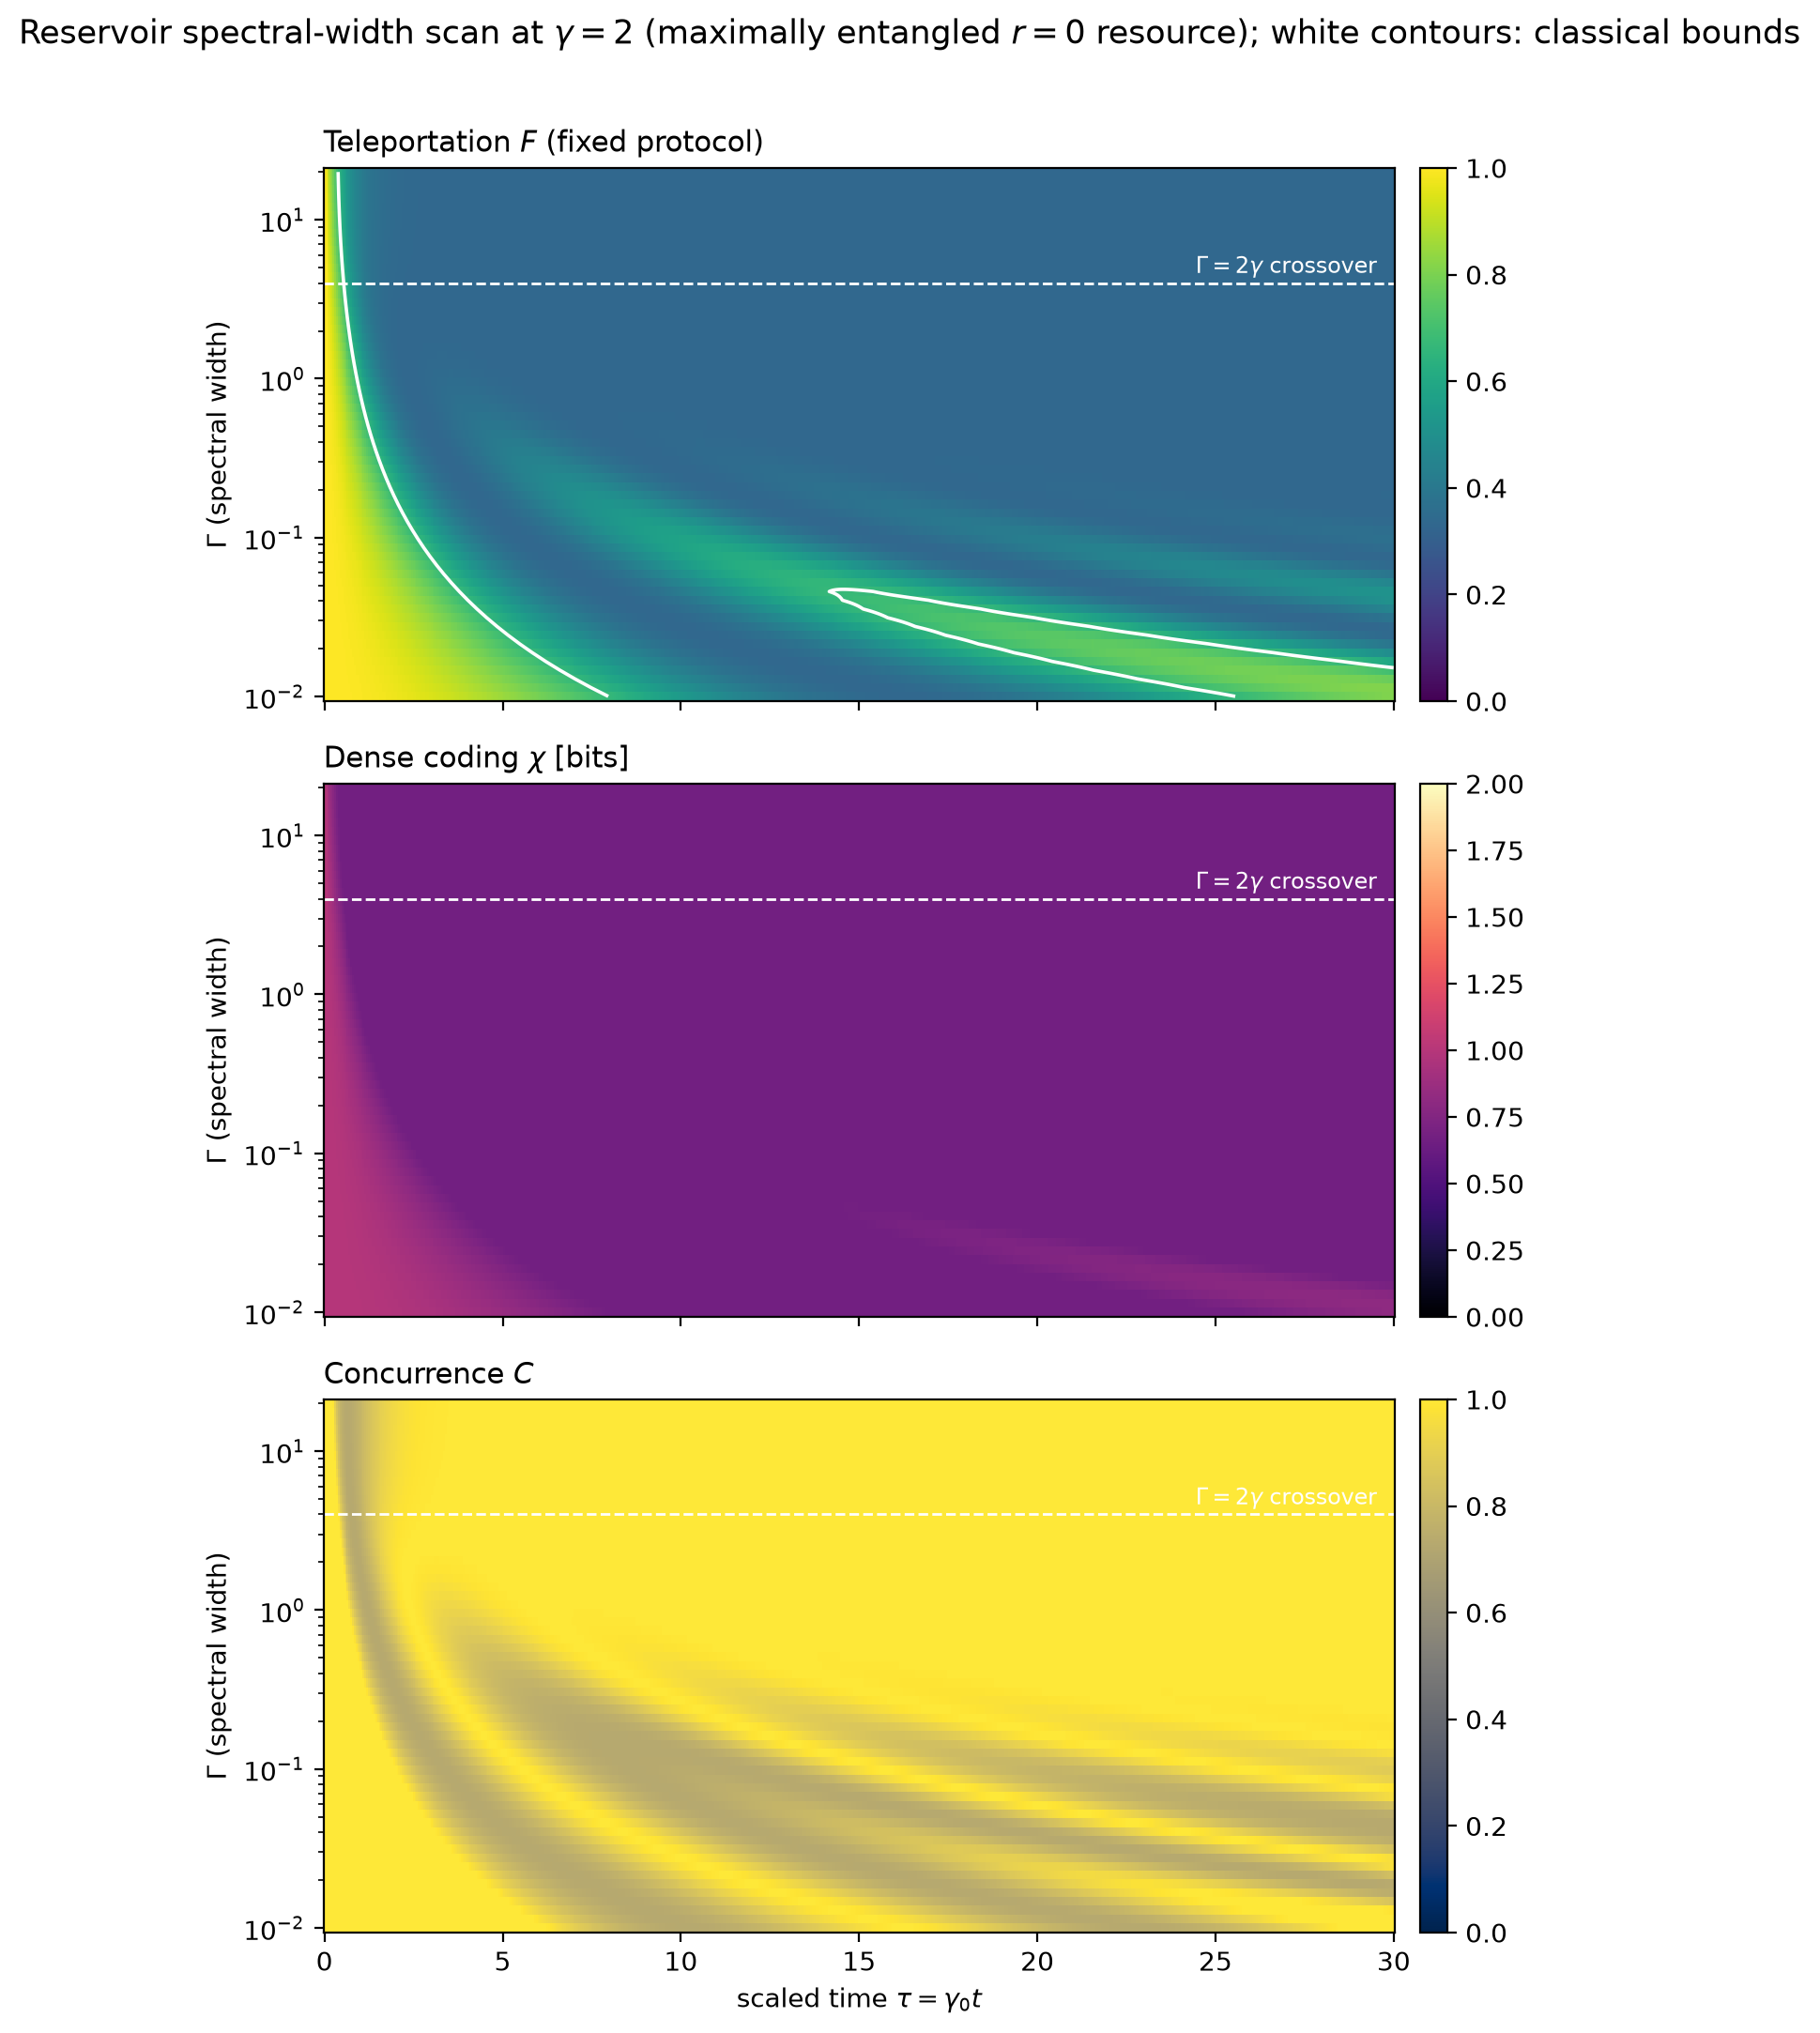 Reservoir spectral-width scan at γ = 2 (maximally entangled r = 0 resource); white contours: classical bounds
Teleportation F (fixed protocol)
Γ (spectral width)
10¹
10⁰
10⁻¹
10⁻²
Γ = 2γ crossover
1.0
0.8
0.6
0.4
0.2
0.0
Dense coding χ [bits]
Γ (spectral width)
10¹
10⁰
10⁻¹
10⁻²
Γ = 2γ crossover
2.00
1.75
1.50
1.25
1.00
0.75
0.50
0.25
0.00
Concurrence C
Γ (spectral width)
10¹
10⁰
10⁻¹
10⁻²
Γ = 2γ crossover
1.0
0.8
0.6
0.4
0.2
0.0
0 5 10 15 20 25 30
scaled time τ = γ₀t